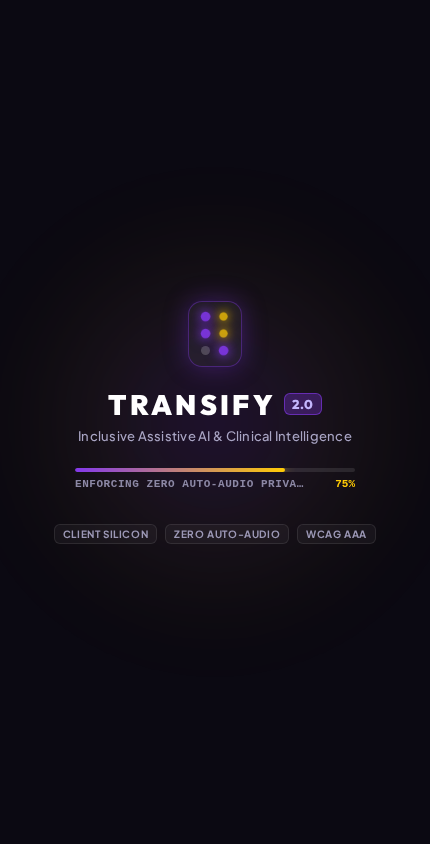 TRANSIFY 2.0
Inclusive Assistive AI & Clinical Intelligence
ENFORCING ZERO AUTO-AUDIO PRIVA… 75%
CLIENT SILICON ZERO AUTO-AUDIO WCAG AAA